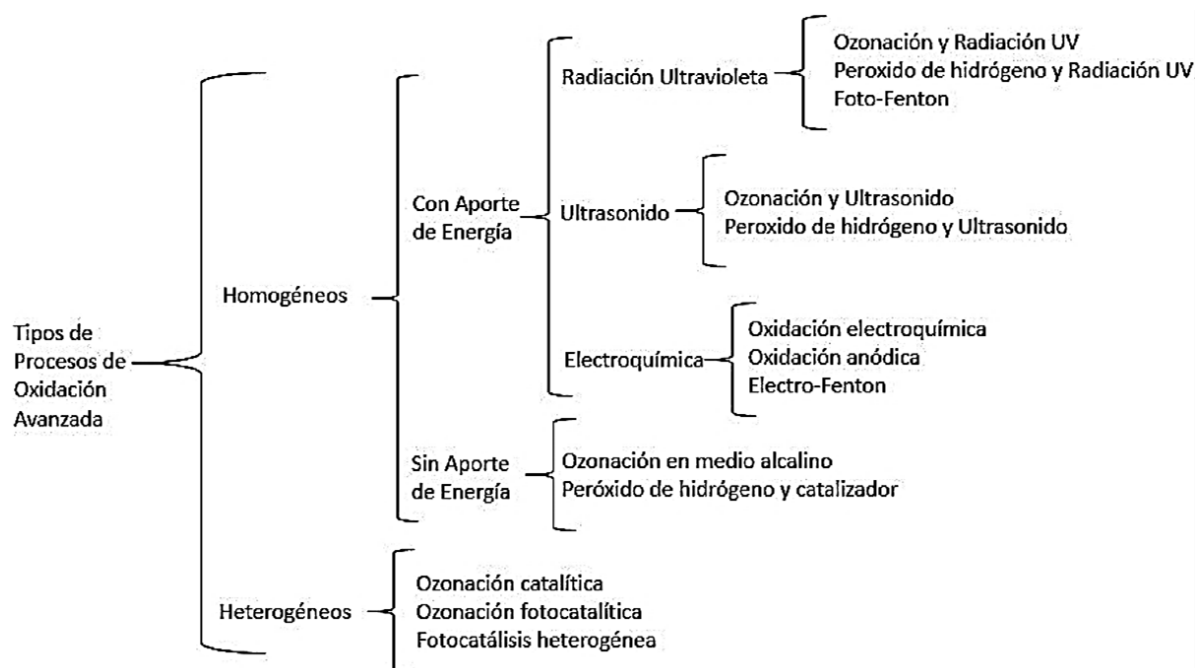 Tipos de
Procesos de
Oxidación
Avanzada
Homogéneos
Con Aporte
de Energía
Radiación Ultravioleta
Ozonación y Radiación UV
Peroxido de hidrógeno y Radiación UV
Foto-Fenton
Ultrasonido
Ozonación y Ultrasonido
Peroxido de hidrógeno y Ultrasonido
Electroquímica
Oxidación electroquímica
Oxidación anódica
Electro-Fenton
Sin Aporte
de Energía
Ozonación en medio alcalino
Peróxido de hidrógeno y catalizador
Heterogéneos
Ozonación catalítica
Ozonación fotocatalítica
Fotocatálisis heterogénea